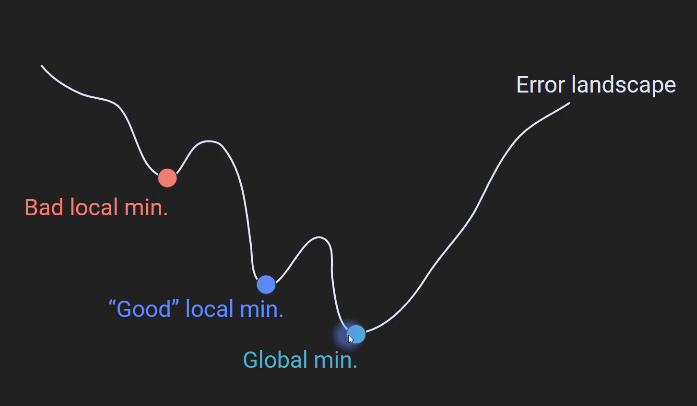 Error landscape
Bad local min.
“Good” local min.
Global min.